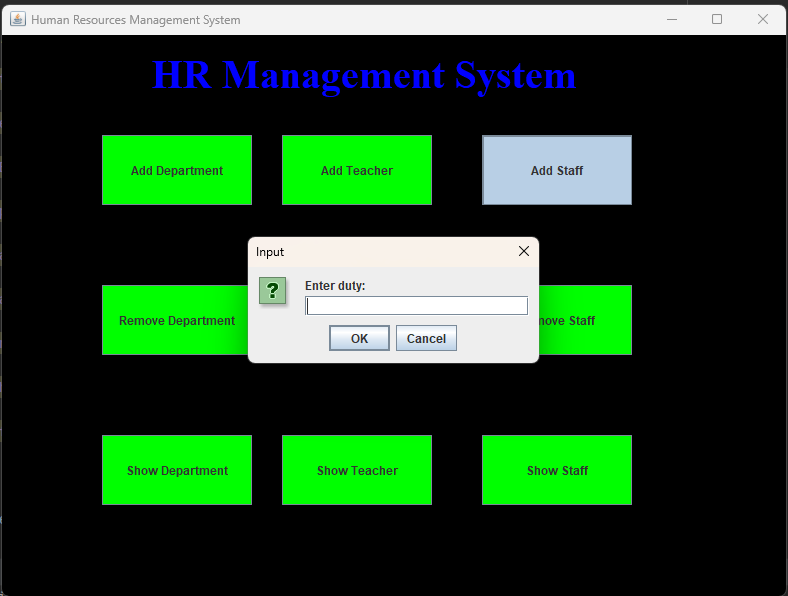 Human Resources Management System
HR Management System
Add Department
Add Teacher
Add Staff
Input
?
Enter duty:
Remove Department
move Staff
OK
Cancel
Show Department
Show Teacher
Show Staff